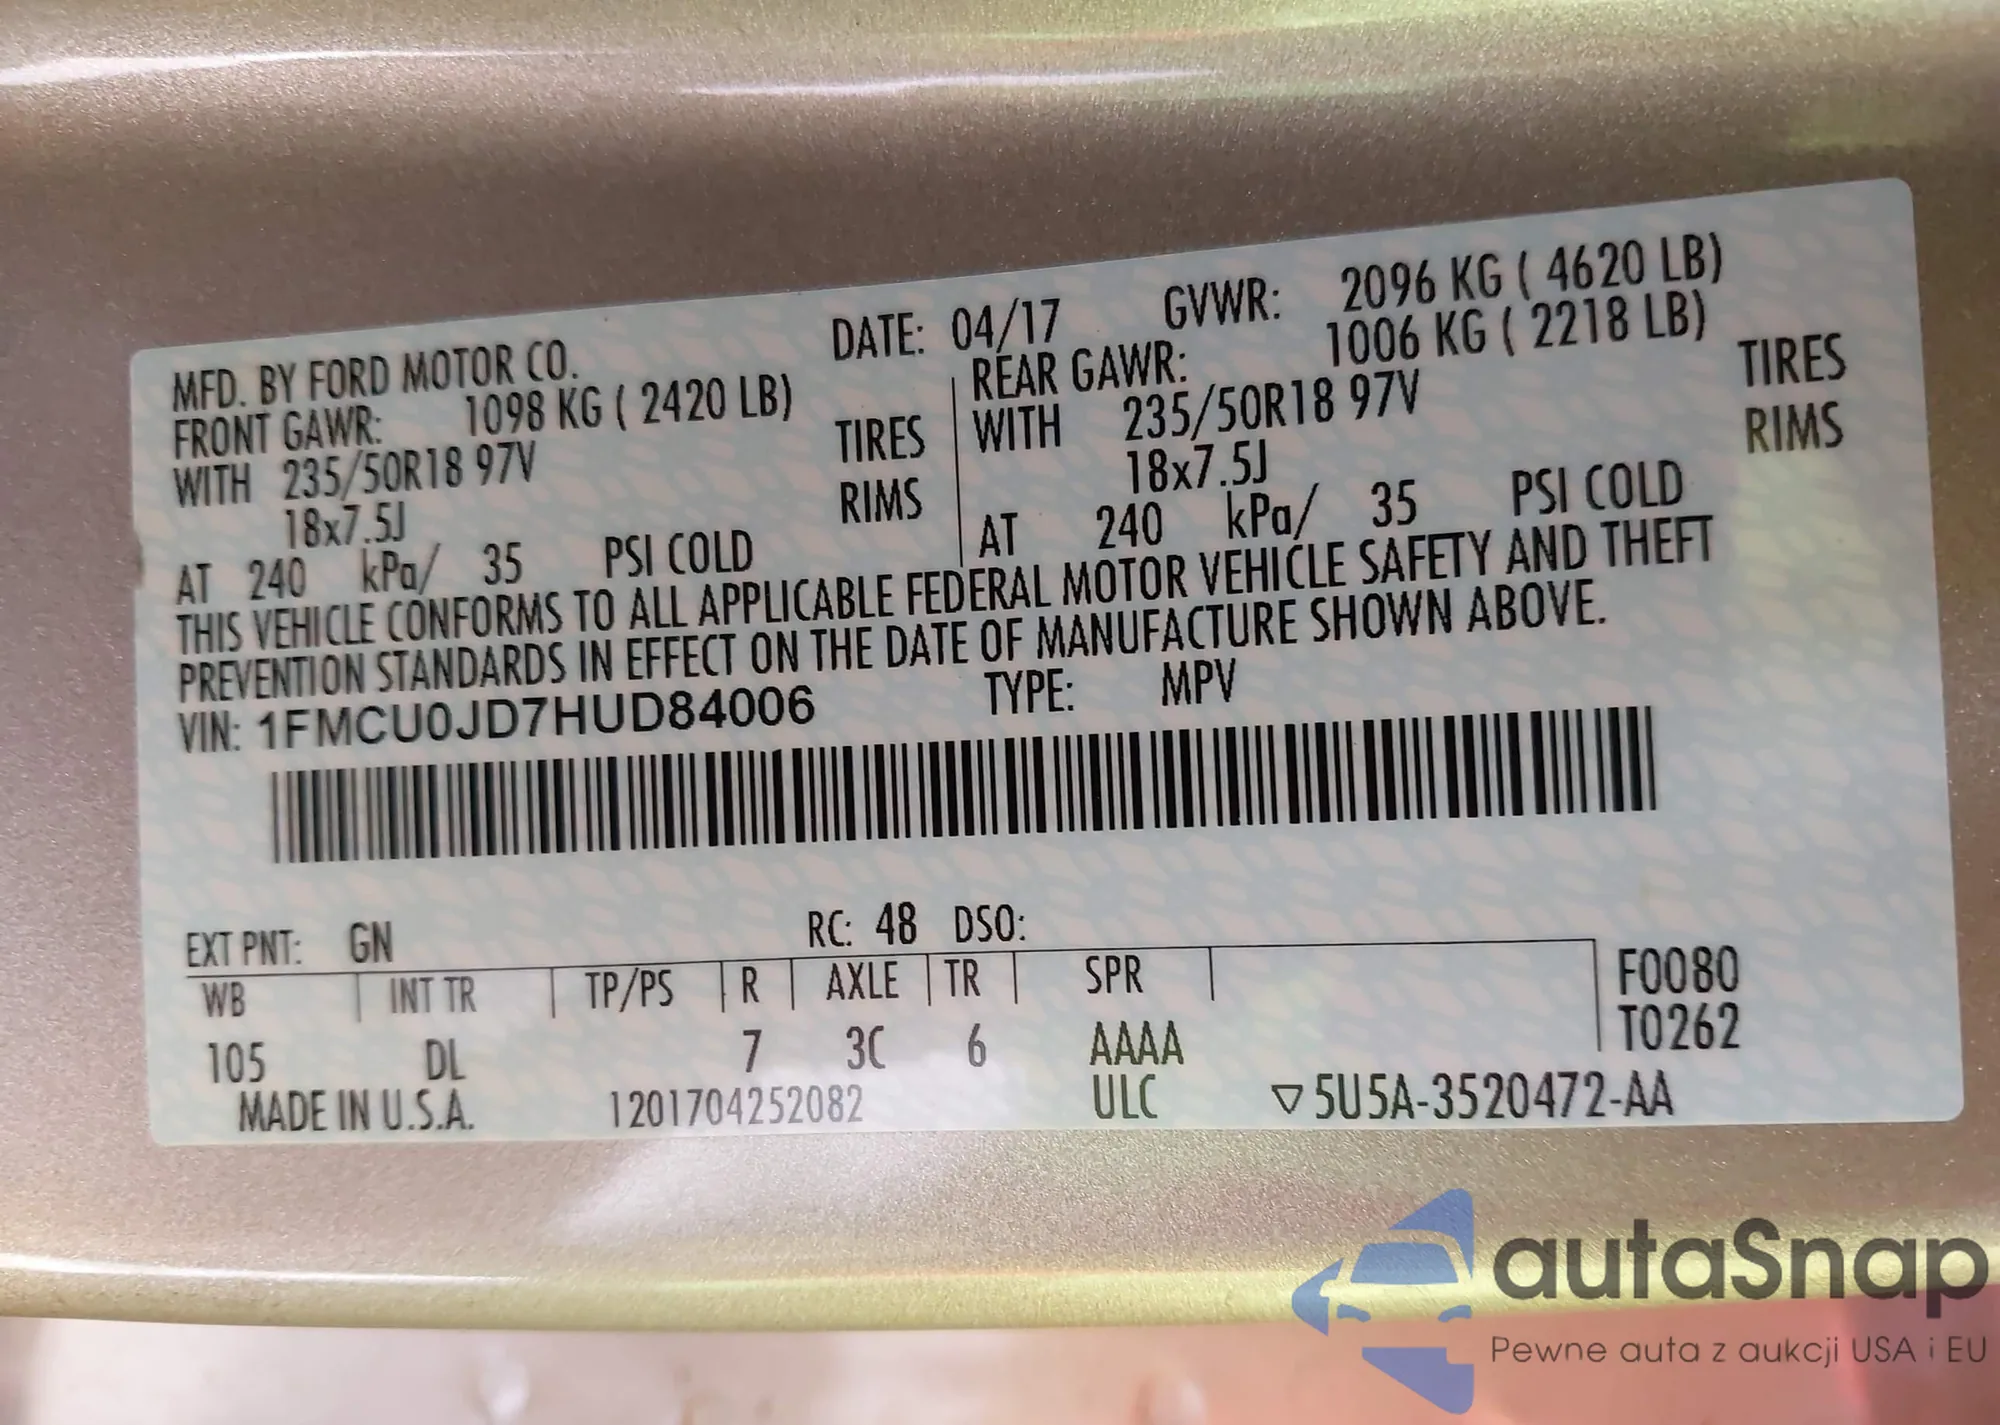 MFD. BY FORD MOTOR CO. DATE: 04/17 GVWR: 2096 KG ( 4620 LB)
FRONT GAWR: 1098 KG ( 2420 LB) REAR GAWR: 1006 KG ( 2218 LB)
WITH 235/50R18 97V TIRES WITH 235/50R18 97V TIRES
18x7.5J RIMS 18x7.5J RIMS
AT 240 kPa/ 35 PSI COLD AT 240 kPa/ 35 PSI COLD
THIS VEHICLE CONFORMS TO ALL APPLICABLE FEDERAL MOTOR VEHICLE SAFETY AND THEFT
PREVENTION STANDARDS IN EFFECT ON THE DATE OF MANUFACTURE SHOWN ABOVE.
VIN: 1FMCU0JD7HUD84006 TYPE: MPV
EXT PNT: GN RC: 48 DSO:
WB INT TR TP/PS R AXLE TR SPR F0080
T0262
105 DL 7 3C 6 AAAA
MADE IN U.S.A. 1201704252082 ULC ▽5U5A-3520472-AA
autaSnap
Pewne auta z aukcji USA i EU